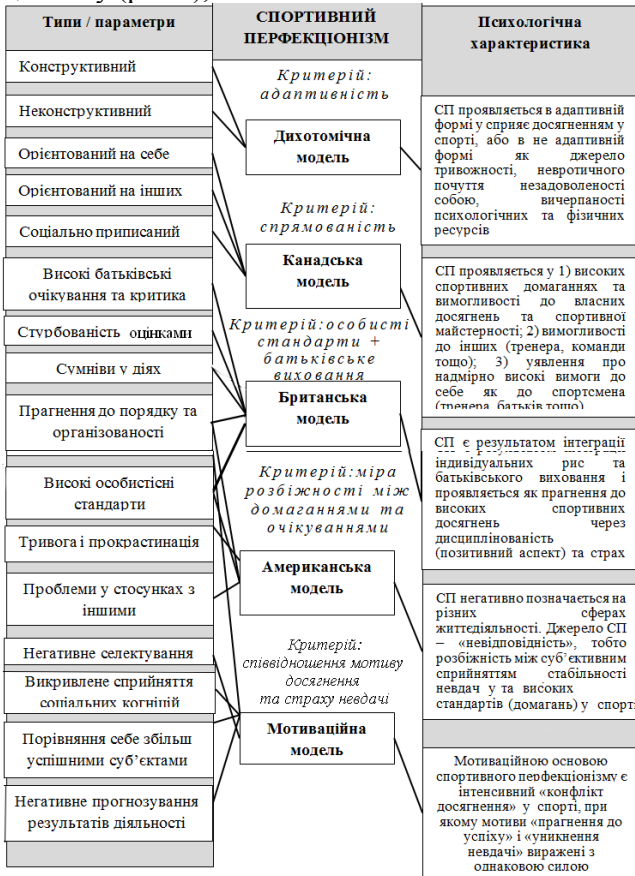 Типи / параметри
Конструктивний
Неконструктивний
Орієнтований на себе
Орієнтований на інших
Соціально приписаний
Високі батьківські
очікування та критика
Стурбованість оцінками
Сумніви у діях
Прагнення до порядку та
організованості
Високі особистісні
стандарти
Тривога і прокрастинація
Проблеми у стосунках з
іншими
Негативне селектування
Викривлене сприйняття
соціальних когніцій
Порівняння себе збільш
успішними суб’єктами
Негативне прогнозування
результатів діяльності
СПОРТИВНИЙ
ПЕРФЕКЦІОНІЗМ
Критерій:
адаптивність
Дихотомічна
модель
Критерій:
спрямованість
Канадська
модель
Критерій:особисті
стандарти +
батьківське
виховання
Британська
модель
Критерій:міра
розбіжності між
домаганнями та
очікуваннями
Американська
модель
Критерій:
співвідношення мотиву
досягнення
та страху невдачі
Мотиваційна
модель
Психологічна
характеристика
СП проявляється в адаптивній
формі у сприяє досягненням у
спорті, або в не адаптивній
формі як джерело
тривожності, невротичного
почуття незадоволеності
собою, вичерпаності
психологічних та фізичних
ресурсів
СП проявляється у 1) високих
спортивних домаганнях та
вимогливості до власних
досягнень та спортивної
майстерності; 2) вимогливості
до інших (тренера, команди
тощо); 3) уявлення про
надмірно високі вимоги до
себе як до спортсмена
(тренера, батьків тощо)
СП є результатом інтеграції
індивідуальних рис та
батьківського виховання і
проявляється як прагнення до
високих спортивних
досягнень через
дисциплінованість
(позитивний аспект) та страх
СП негативно позначається на
різних сферах
життєдіяльності. Джерело СП
– «невідповідність», тобто
розбіжність між суб’єктивним
сприйняттям стабільності
невдач у та високих
стандартів (домагань) у спорт
Мотиваційною основою
спортивного перфекціонізму є
інтенсивний «конфлікт
досягнення» у спорті, при
якому мотиви «прагнення до
успіху» і «уникнення
невдачі» виражені з
однаковою силою